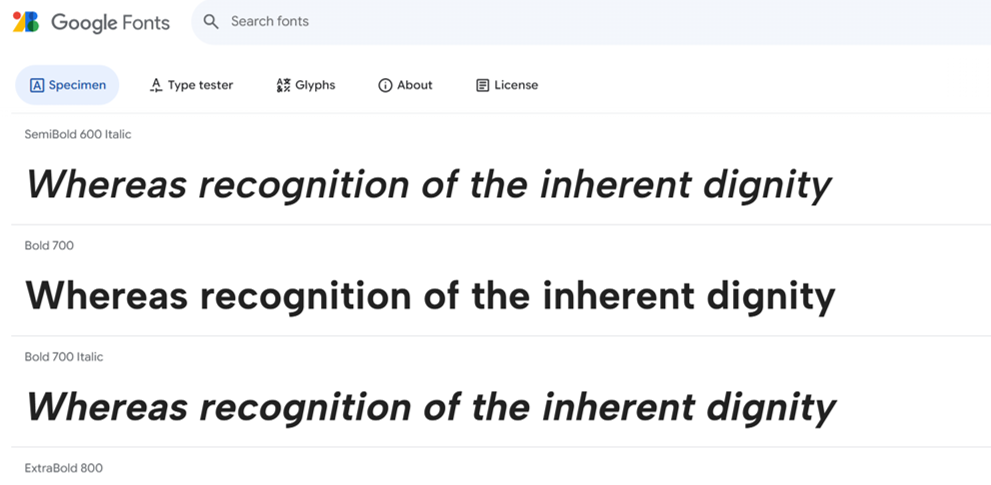 Google Fonts Search fonts
Specimen Type tester Glyphs About License
SemiBold 600 Italic
Whereas recognition of the inherent dignity
Bold 700
Whereas recognition of the inherent dignity
Bold 700 Italic
Whereas recognition of the inherent dignity
ExtraBold 800